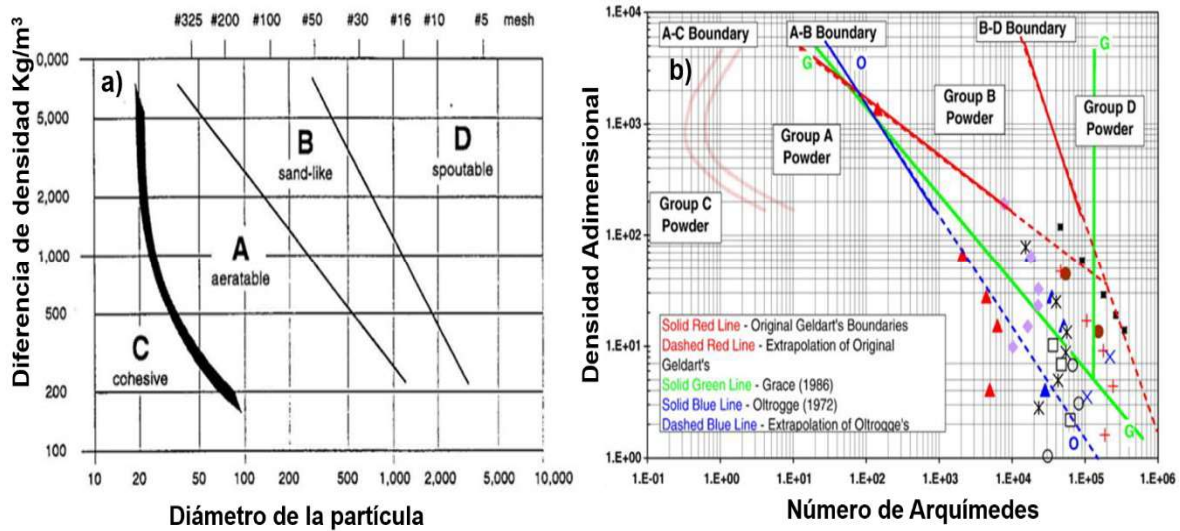 a)
#325 #200 #100 #50 #30 #16 #10 #5 mesh
Diferencia de densidad Kg/m³
0,000
5,000
2,000
1,000
500
200
100
B
sand-like
D
spoutable
A
aeratable
C
cohesive
10 20 50 100 200 500 1,000 2,000 5,000 10,000
Diámetro de la partícula
b)
Densidad Adimensional
1.E+04
1.E+03
1.E+02
1.E+01
1.E+00
A-C Boundary
A-B Boundary
B-D Boundary
G
O
G
Group B
Powder
Group D
Powder
Group A
Powder
Group C
Powder
Solid Red Line - Original Geldart's Boundaries
Dashed Red Line - Extrapolation of Original
Geldart's
Solid Green Line - Grace (1986)
Solid Blue Line - Oltrogge (1972)
Dashed Blue Line - Extrapolation of Oltrogge's
O
G
1.E-01 1.E+00 1.E+01 1.E+02 1.E+03 1.E+04 1.E+05 1.E+06
Número de Arquímedes